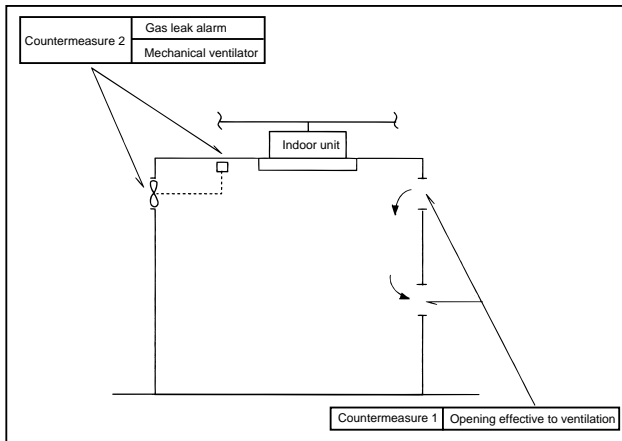 Countermeasure 2
Gas leak alarm
Mechanical ventilator
Indoor unit
Countermeasure 1
Opening effective to ventilation